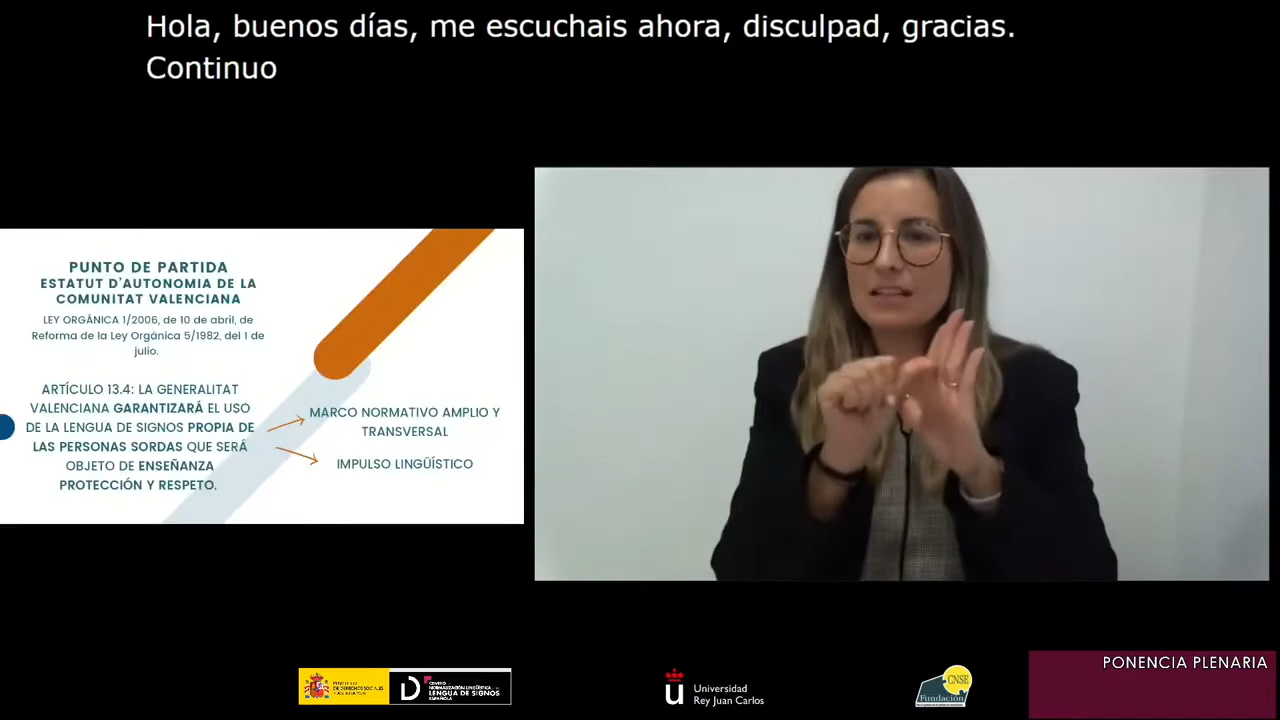 Hola, buenos días, me escuchais ahora, disculpad, gracias.
Continuo
PUNTO DE PARTIDA
ESTATUT D'AUTONOMIA DE LA
COMUNITAT VALENCIANA
LEY ORGÁNICA 1/2006, de 10 de abril, de
Reforma de la Ley Orgánica 5/1982, del 1 de
julio.
ARTÍCULO 13.4: LA GENERALITAT
VALENCIANA GARANTIZARÁ EL USO
DE LA LENGUA DE SIGNOS PROPIA DE
LAS PERSONAS SORDAS QUE SERÁ
OBJETO DE ENSEÑANZA
PROTECCIÓN Y RESPETO.
MARCO NORMATIVO AMPLIO Y
TRANSVERSAL
IMPULSO LINGÜÍSTICO
LENGUA DE SIGNOS
ESPAÑOLA
Universidad
Rey Juan Carlos
CNSE
Fundación
PONENCIA PLENARIA